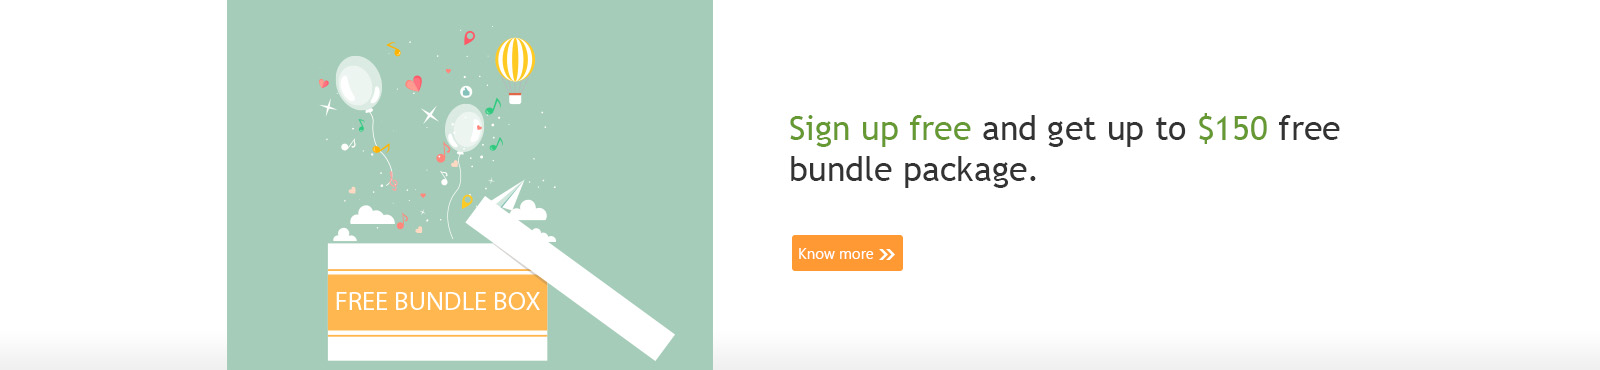 FREE BUNDLE BOX
Sign up free and get up to $150 free
bundle package.
Know more